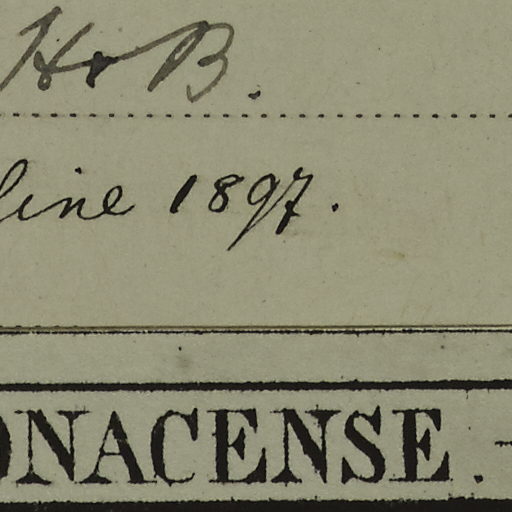 H & B.
line 1897.
ONACENSE. -